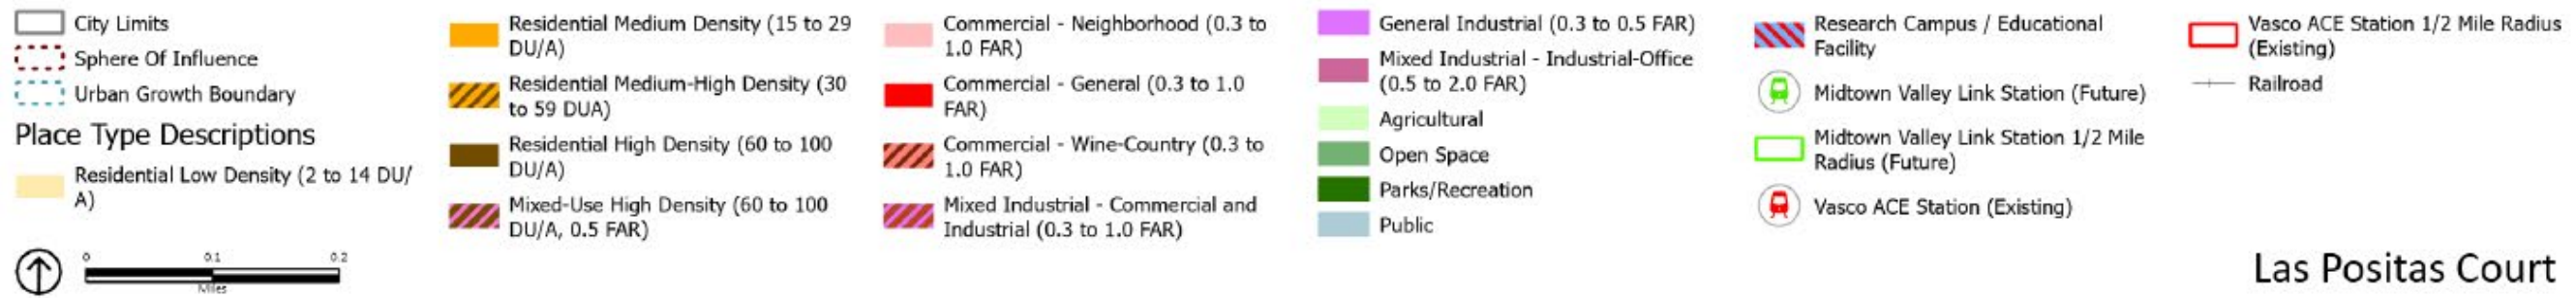 City Limits
Sphere Of Influence
Urban Growth Boundary
Place Type Descriptions
Residential Low Density (2 to 14 DU/
A)
Residential Medium Density (15 to 29
DU/A)
Residential Medium-High Density (30
to 59 DUA)
Residential High Density (60 to 100
DU/A)
Mixed-Use High Density (60 to 100
DU/A, 0.5 FAR)
Commercial - Neighborhood (0.3 to
1.0 FAR)
Commercial - General (0.3 to 1.0
FAR)
Commercial - Wine-Country (0.3 to
1.0 FAR)
Mixed Industrial - Commercial and
Industrial (0.3 to 1.0 FAR)
General Industrial (0.3 to 0.5 FAR)
Mixed Industrial - Industrial-Office
(0.5 to 2.0 FAR)
Agricultural
Open Space
Parks/Recreation
Public
Research Campus / Educational
Facility
Midtown Valley Link Station (Future)
Midtown Valley Link Station 1/2 Mile
Radius (Future)
Vasco ACE Station (Existing)
Vasco ACE Station 1/2 Mile Radius
(Existing)
Railroad
0 0.1 0.2
Miles
Las Positas Court